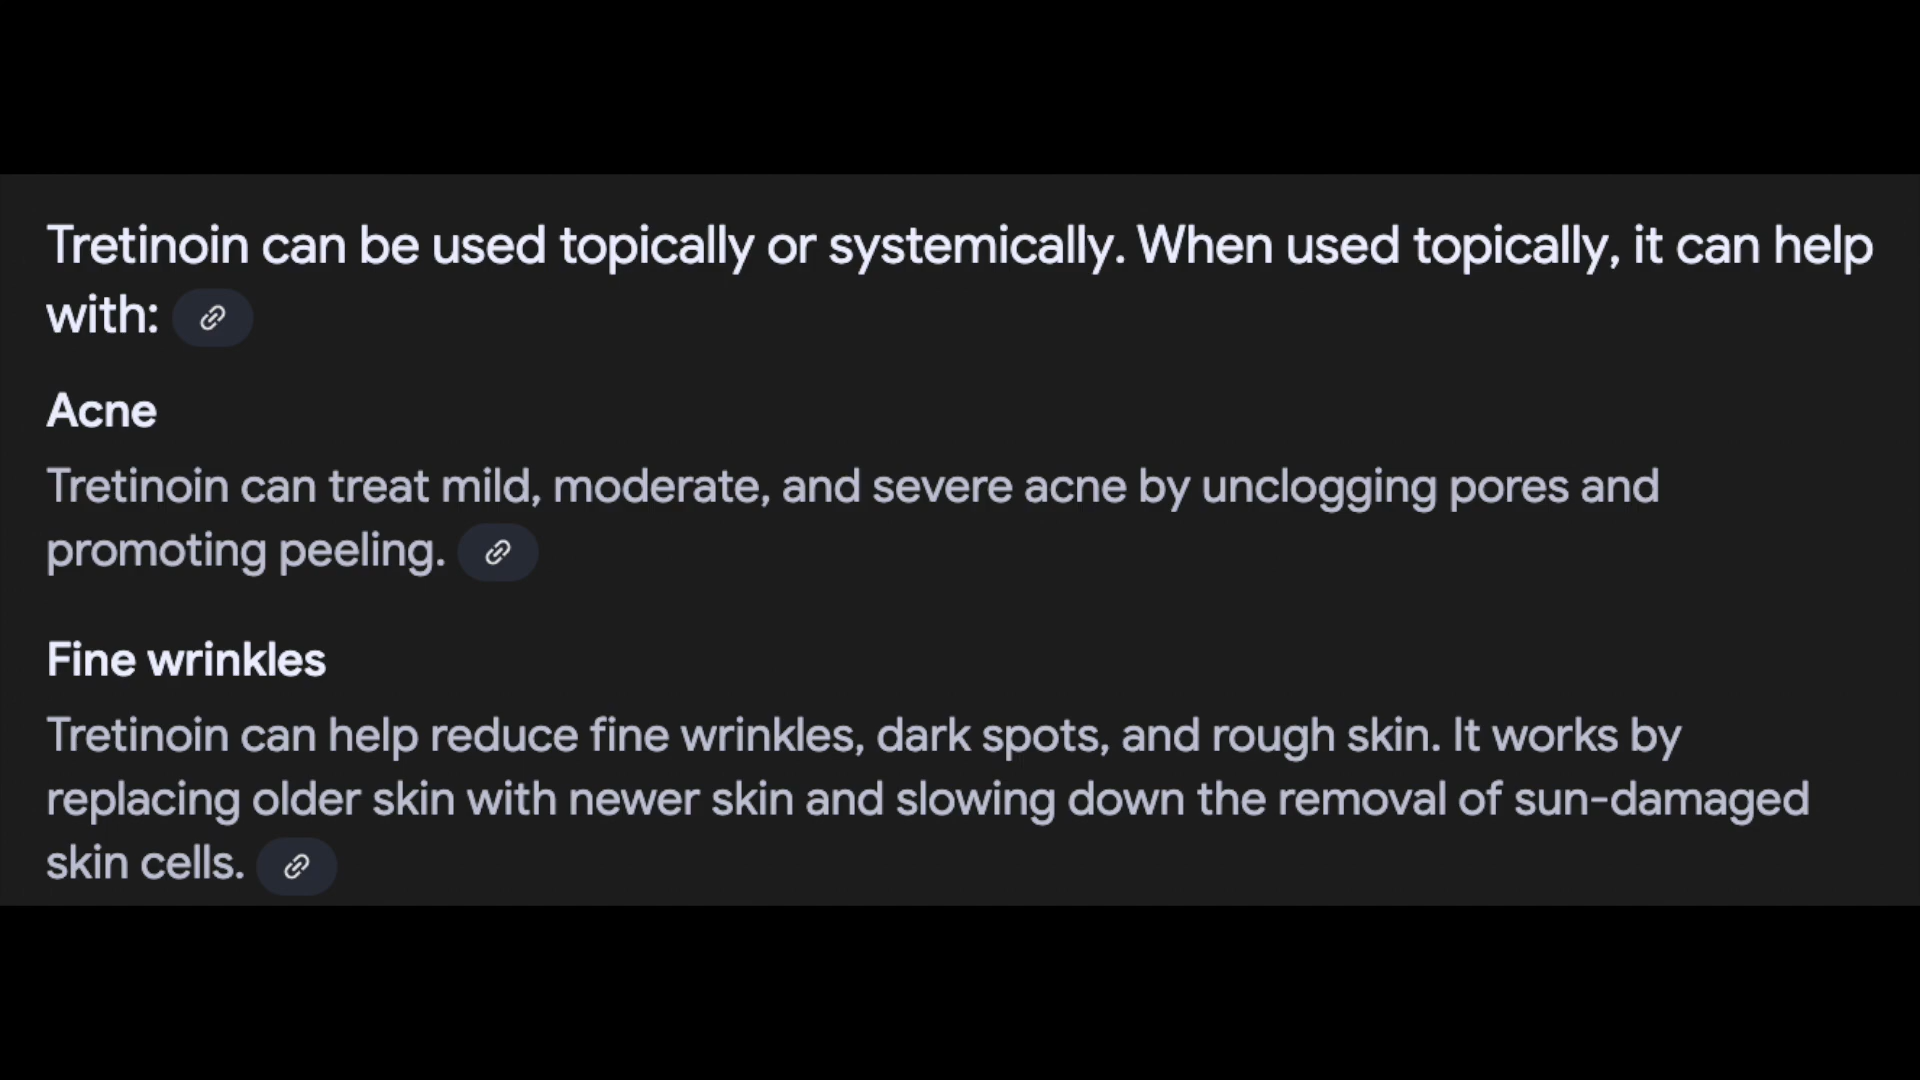 Tretinoin can be used topically or systemically. When used topically, it can help
with:
Acne
Tretinoin can treat mild, moderate, and severe acne by unclogging pores and
promoting peeling.
Fine wrinkles
Tretinoin can help reduce fine wrinkles, dark spots, and rough skin. It works by
replacing older skin with newer skin and slowing down the removal of sun-damaged
skin cells.